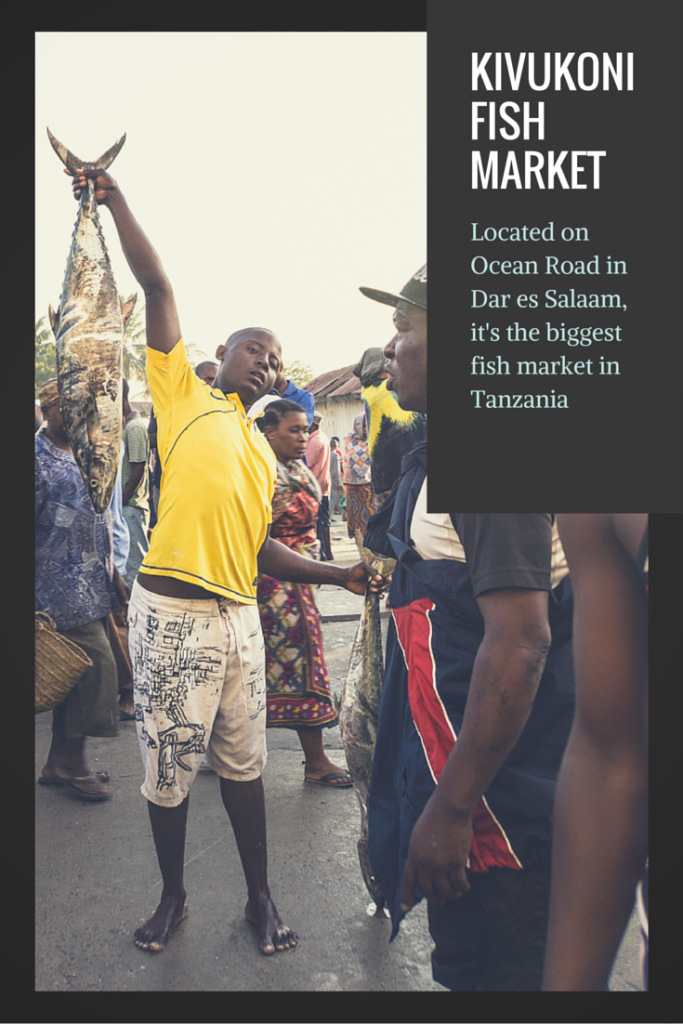 KIVUKONI
FISH
MARKET
Located on
Ocean Road in
Dar es Salaam,
it's the biggest
fish market in
Tanzania